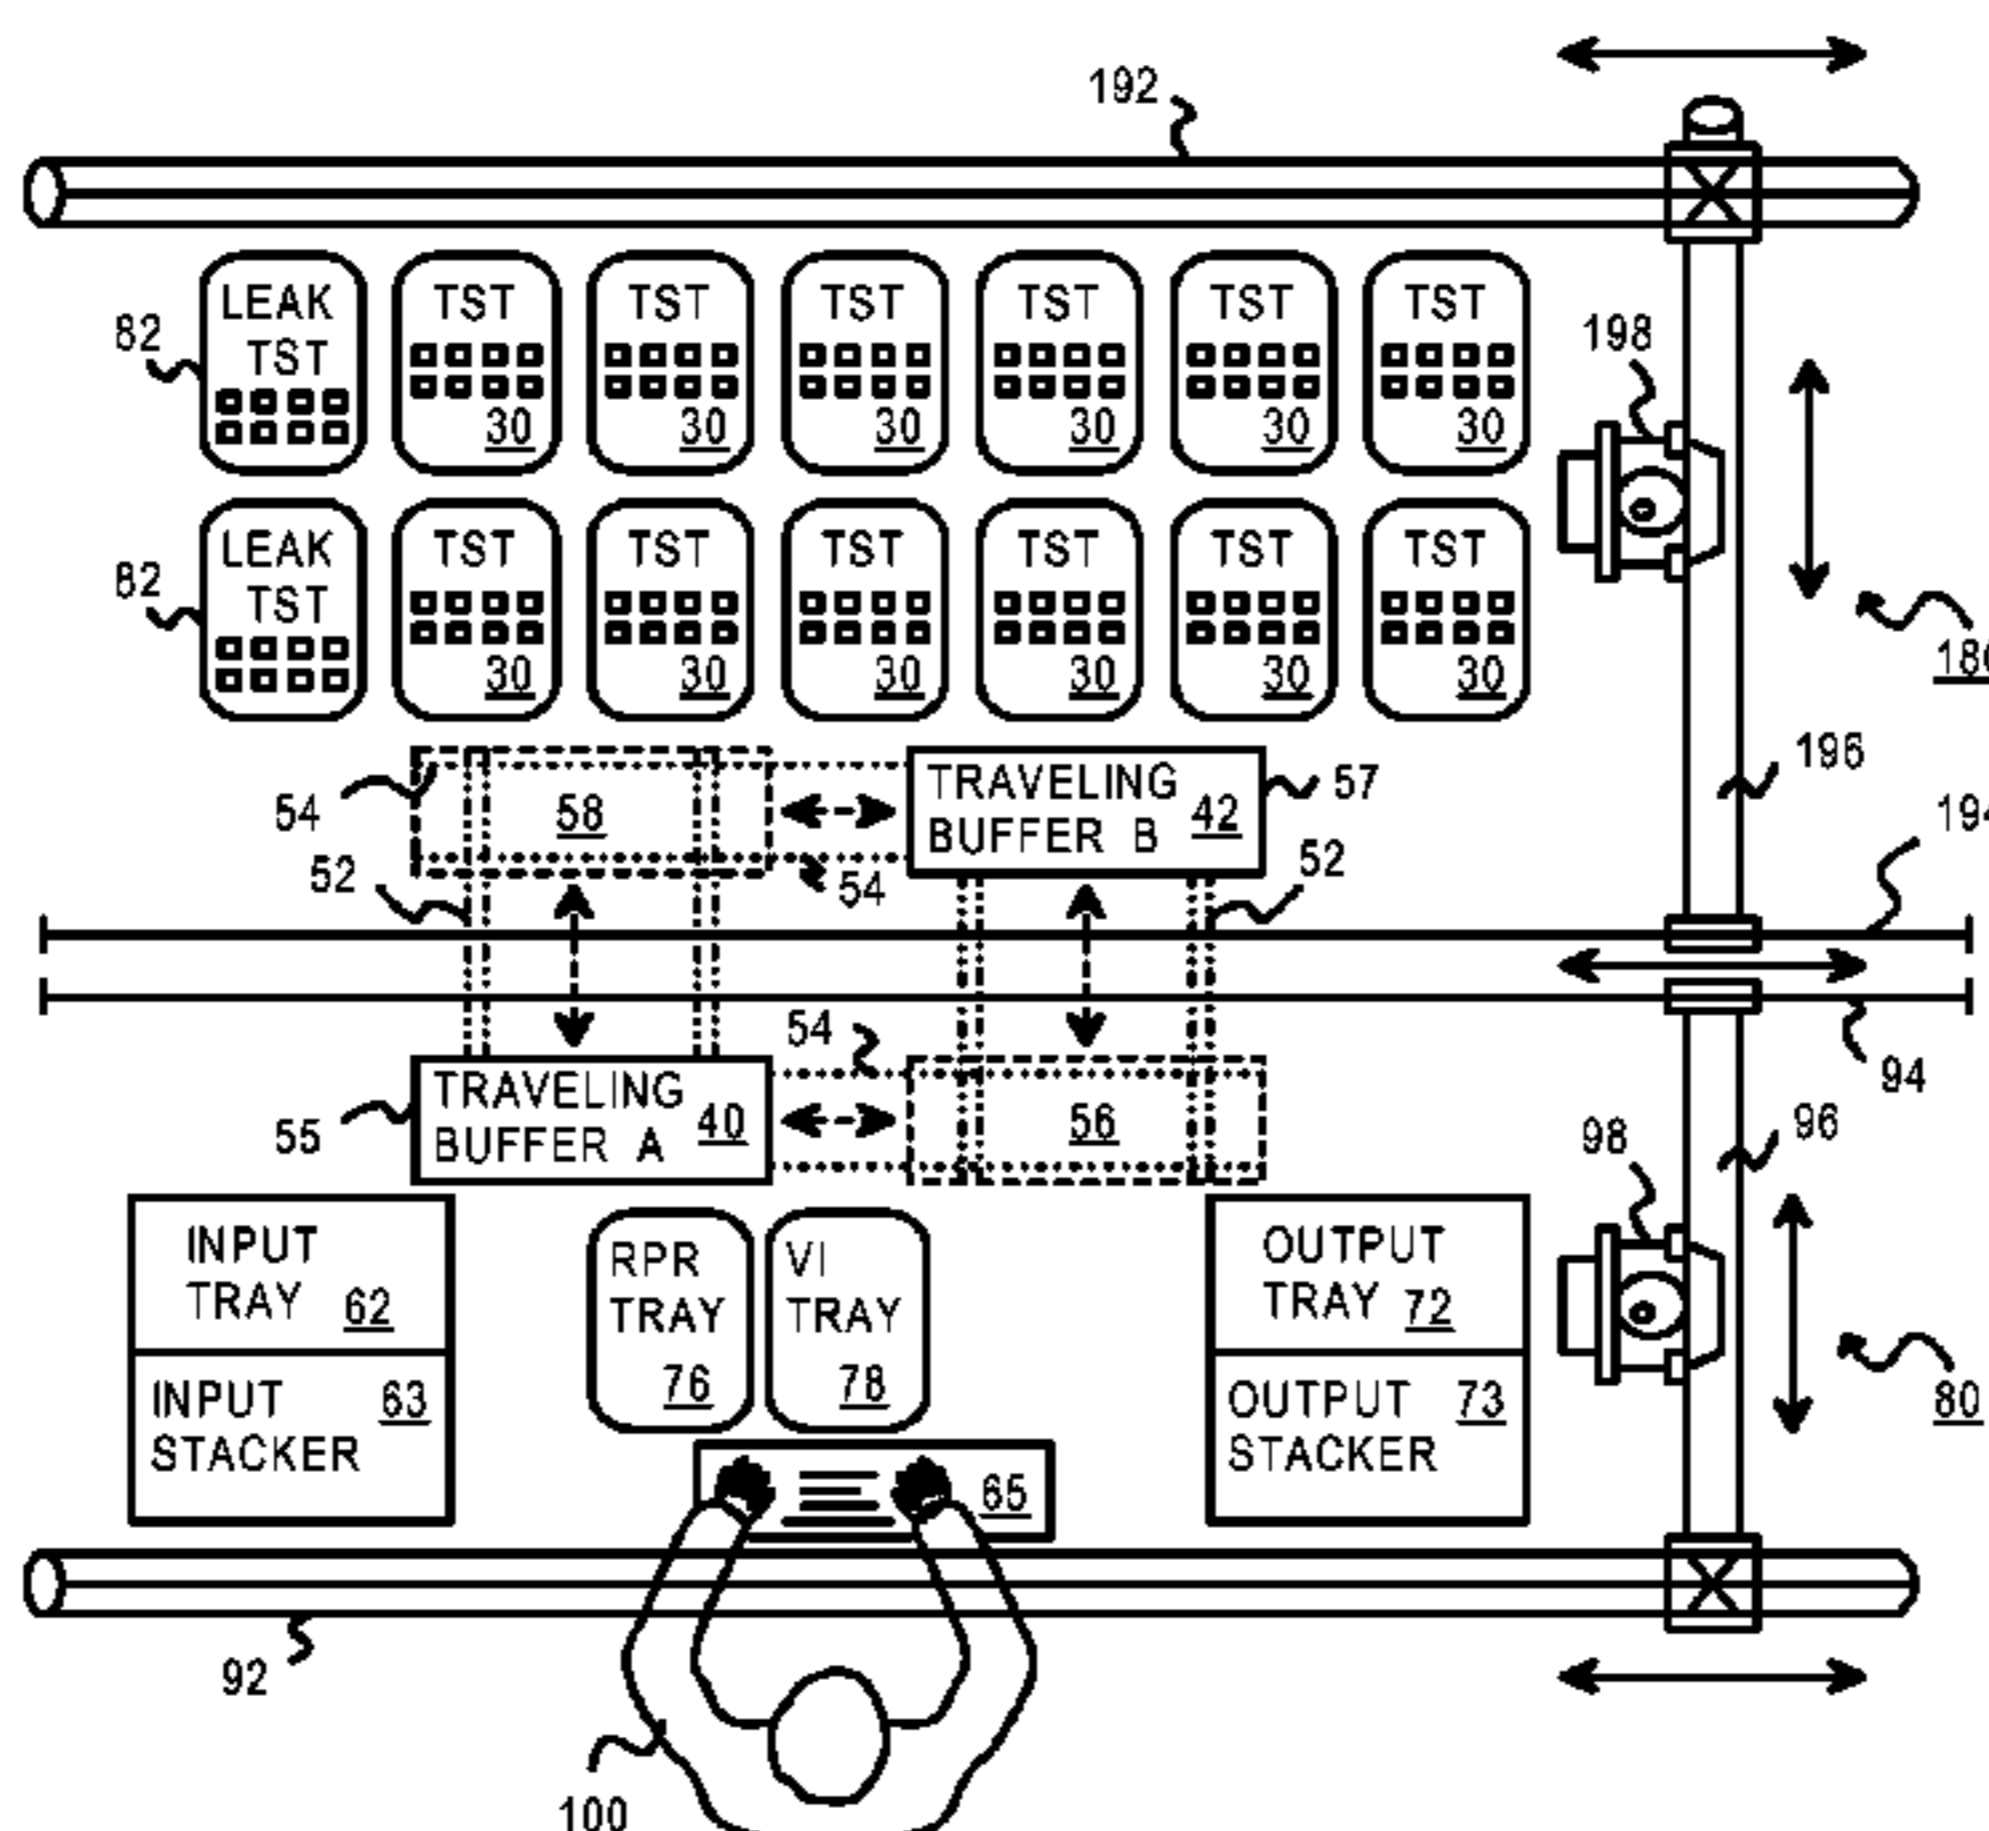 192
LEAK TST
TST
TST
TST
TST
TST
TST
82
30
30
30
30
30
30
198
LEAK TST
TST
TST
TST
TST
TST
TST
82
30
30
30
30
30
30
196
54
58
TRAVELING BUFFER B 42
57
52
54
52
194
54
94
55
TRAVELING BUFFER A 40
56
98
96
INPUT TRAY 62
RPR TRAY 76
VI TRAY 78
OUTPUT TRAY 72
INPUT STACKER 63
OUTPUT STACKER 73
80
65
92
100